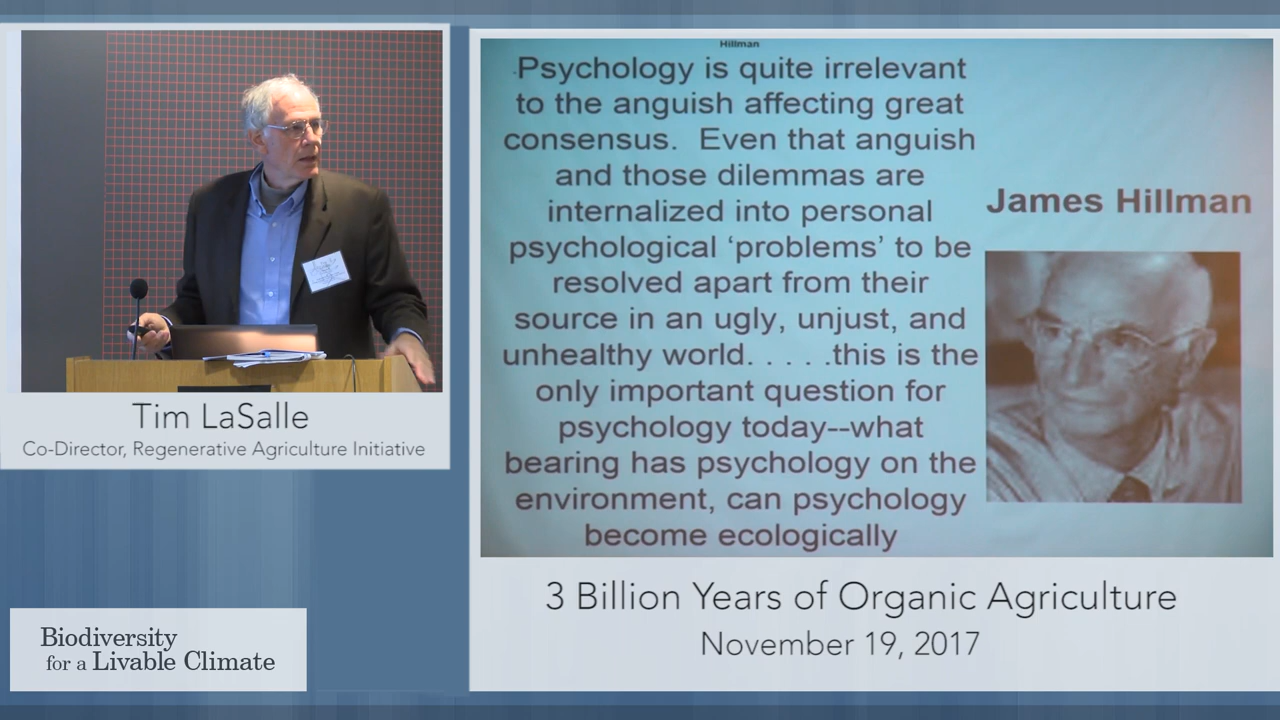 Tim LaSalle
Co-Director, Regenerative Agriculture Initiative
Biodiversity
for a Livable Climate
Hillman
Psychology is quite irrelevant
to the anguish affecting great
consensus. Even that anguish
and those dilemmas are
internalized into personal
psychological ‘problems’ to be
resolved apart from their
source in an ugly, unjust, and
unhealthy world. . . . .this is the
only important question for
psychology today--what
bearing has psychology on the
environment, can psychology
become ecologically
James Hillman
3 Billion Years of Organic Agriculture
November 19, 2017